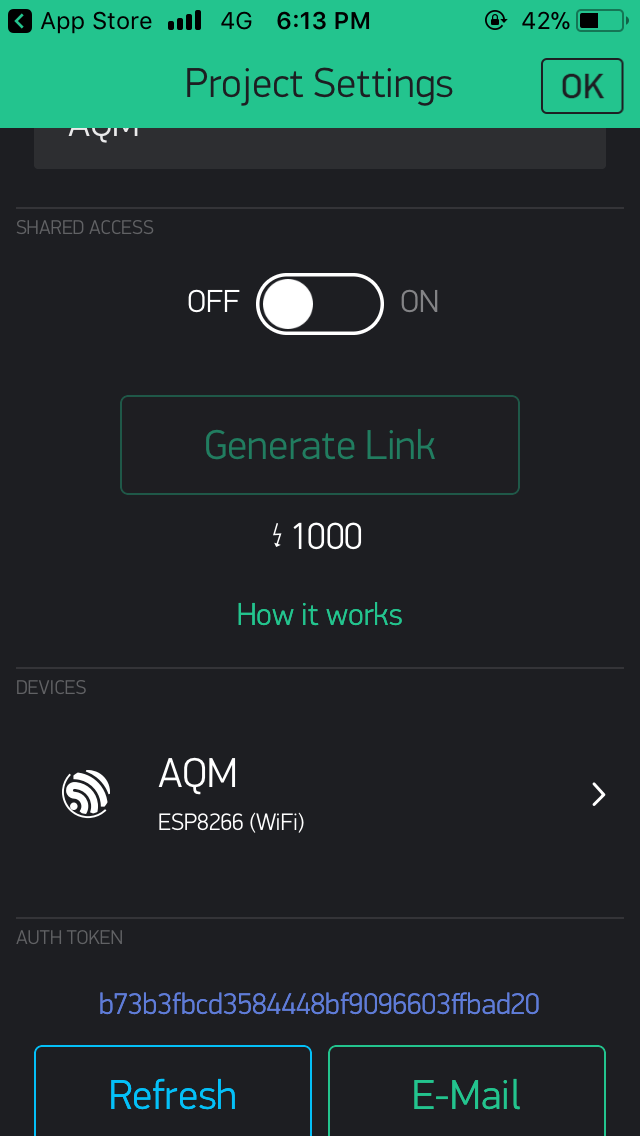 App Store 4G 6:13 PM 42%
Project Settings OK
AQM
SHARED ACCESS
OFF ON
Generate Link
1000
How it works
DEVICES
AQM
ESP8266 (WiFi)
AUTH TOKEN
b73b3fbcd3584448bf9096603ffbad20
Refresh E-Mail